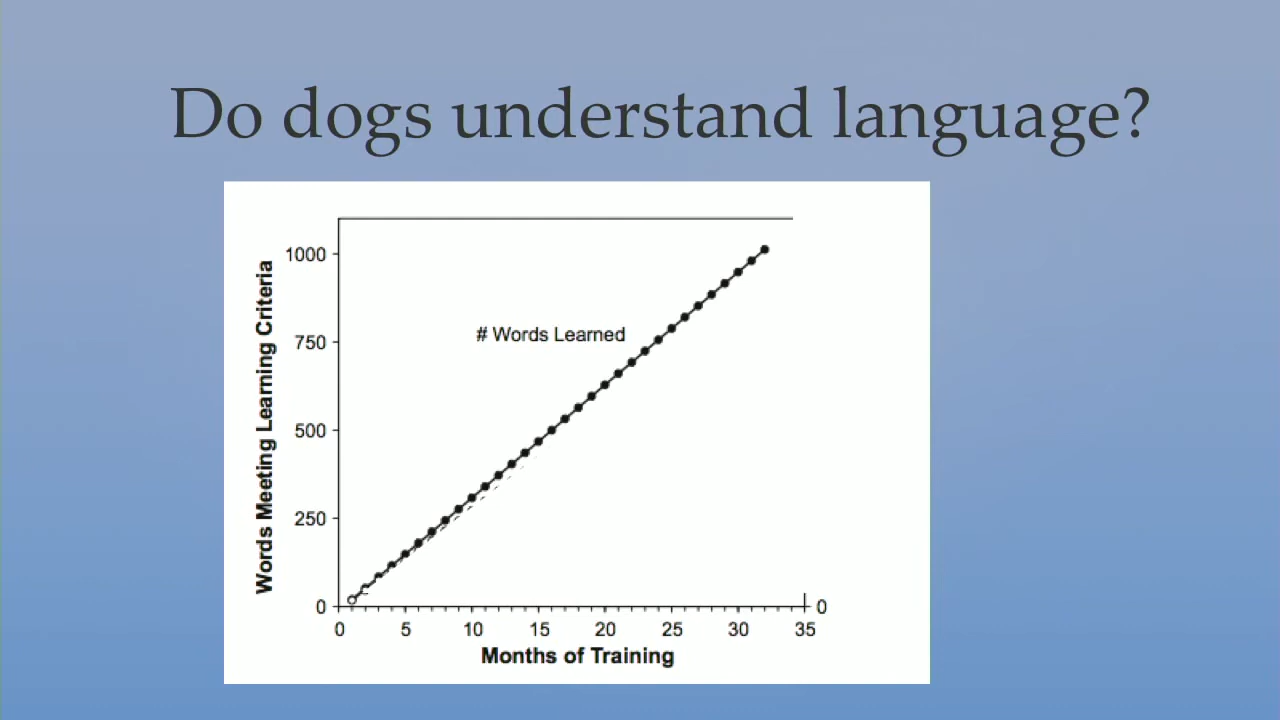 Do dogs understand language?
Words Meeting Learning Criteria
1000
750
500
250
0
# Words Learned
0
0 5 10 15 20 25 30 35
Months of Training